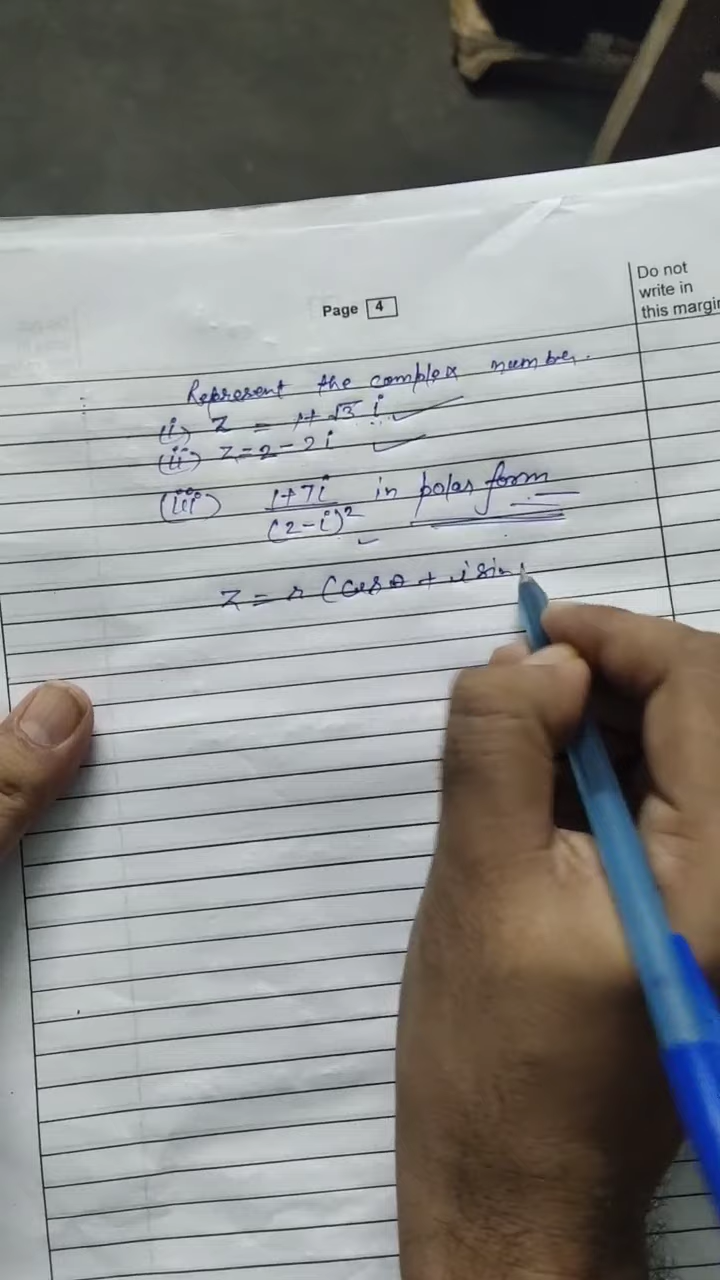 Do not
write in
this margin
Page 4
Represent the complex number.
(i) z = 1+√3 i
(ii) z=2-2i
(iii) 1+7i / (2-i)² in polar form
z = r (cosθ + i sin